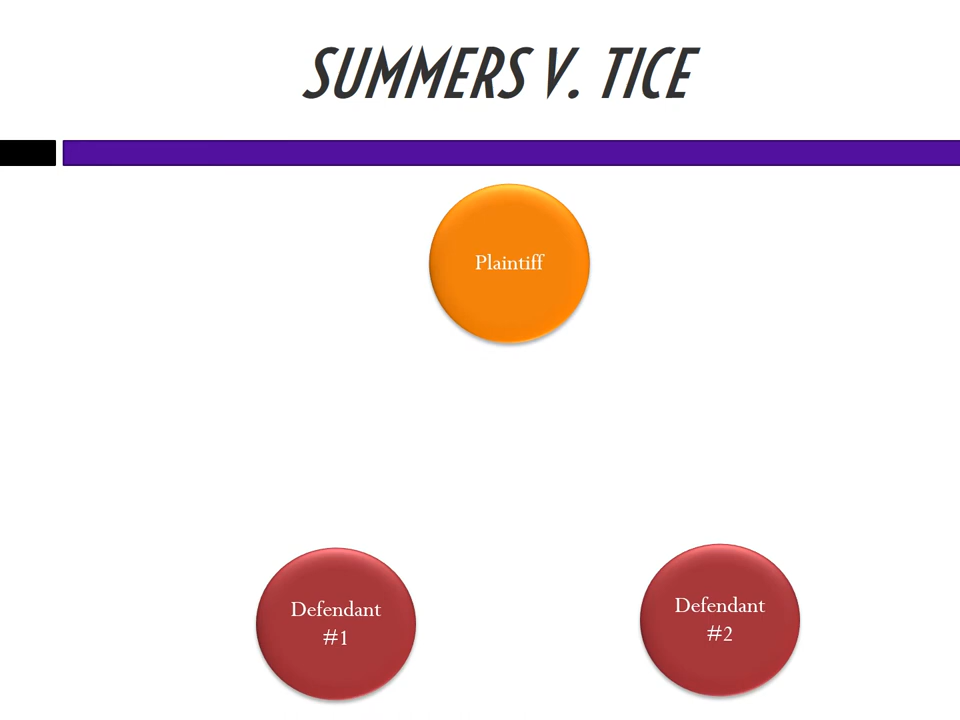 SUMMERS V. TICE
Plaintiff
Defendant
#1
Defendant
#2